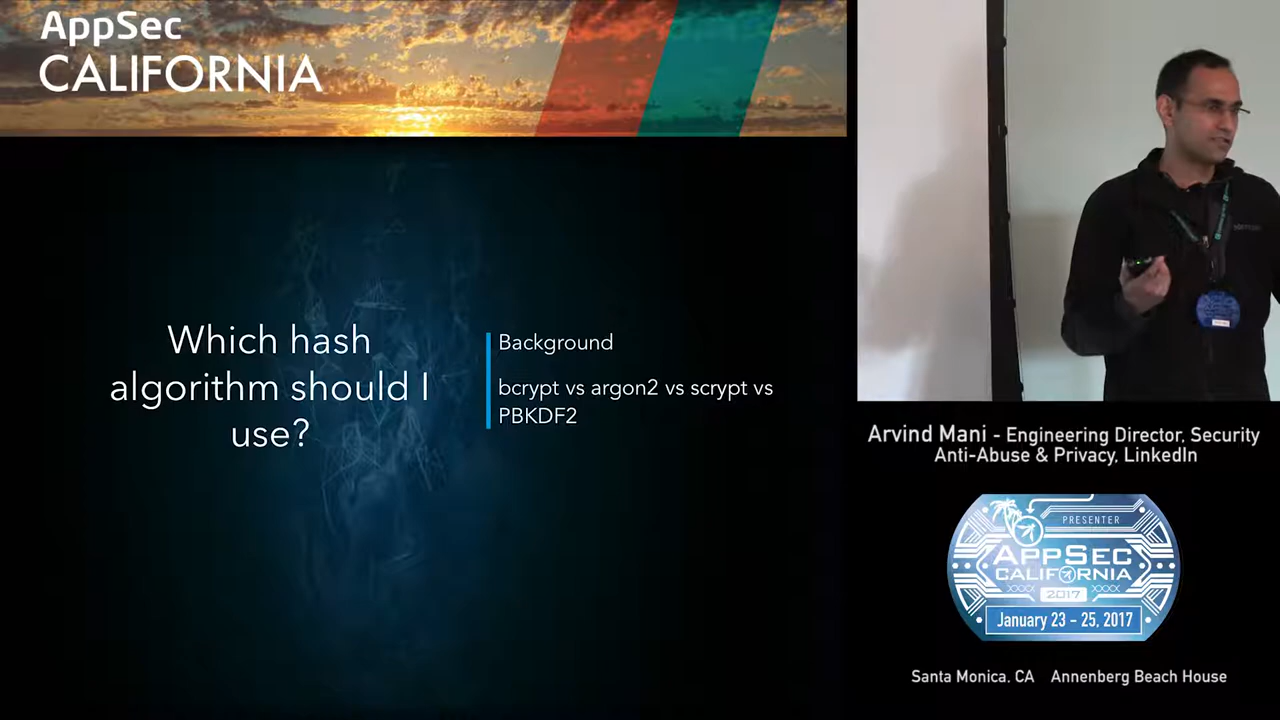 AppSec
CALIFORNIA
Which hash
algorithm should I
use?
Background
bcrypt vs argon2 vs scrypt vs
PBKDF2
Arvind Mani - Engineering Director, Security
Anti-Abuse & Privacy, LinkedIn
PRESENTER
APPSEC
CALIFORNIA
2017
January 23 - 25, 2017
Santa Monica, CA Annenberg Beach House